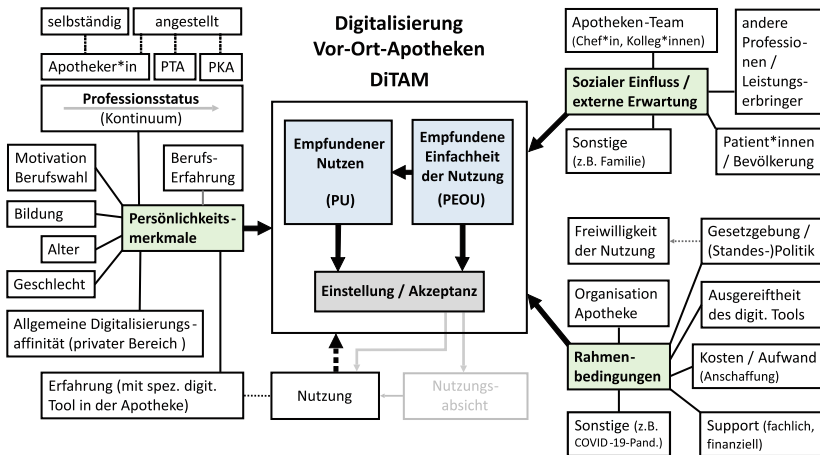 Digitalisierung
Vor-Ort-Apotheken
DiTAM
selbständig
angestellt
Apotheker*in
PTA
PKA
Professionsstatus
(Kontinuum)
Motivation
Berufswahl
Berufs-
Erfahrung
Bildung
Alter
Geschlecht
Persönlichkeits-
merkmale
Allgemeine Digitalisierungs-
affinität (privater Bereich )
Erfahrung (mit spez. digit.
Tool in der Apotheke)
Empfundener
Nutzen
(PU)
Empfundene
Einfachheit
der Nutzung
(PEOU)
Einstellung / Akzeptanz
Nutzung
Nutzungs-
absicht
Apotheken-Team
(Chef*in, Kolleg*innen)
andere
Professio-
nen /
Leistungs-
erbringer
Sozialer Einfluss /
externe Erwartung
Sonstige
(z.B. Familie)
Patient*innen
/ Bevölkerung
Freiwilligkeit
der Nutzung
Gesetzgebung /
(Standes-)Politik
Organisation
Apotheke
Ausgereiftheit
des digit. Tools
Rahmen-
bedingungen
Kosten / Aufwand
(Anschaffung)
Sonstige (z.B.
COVID-19-Pand.)
Support (fachlich,
finanziell)